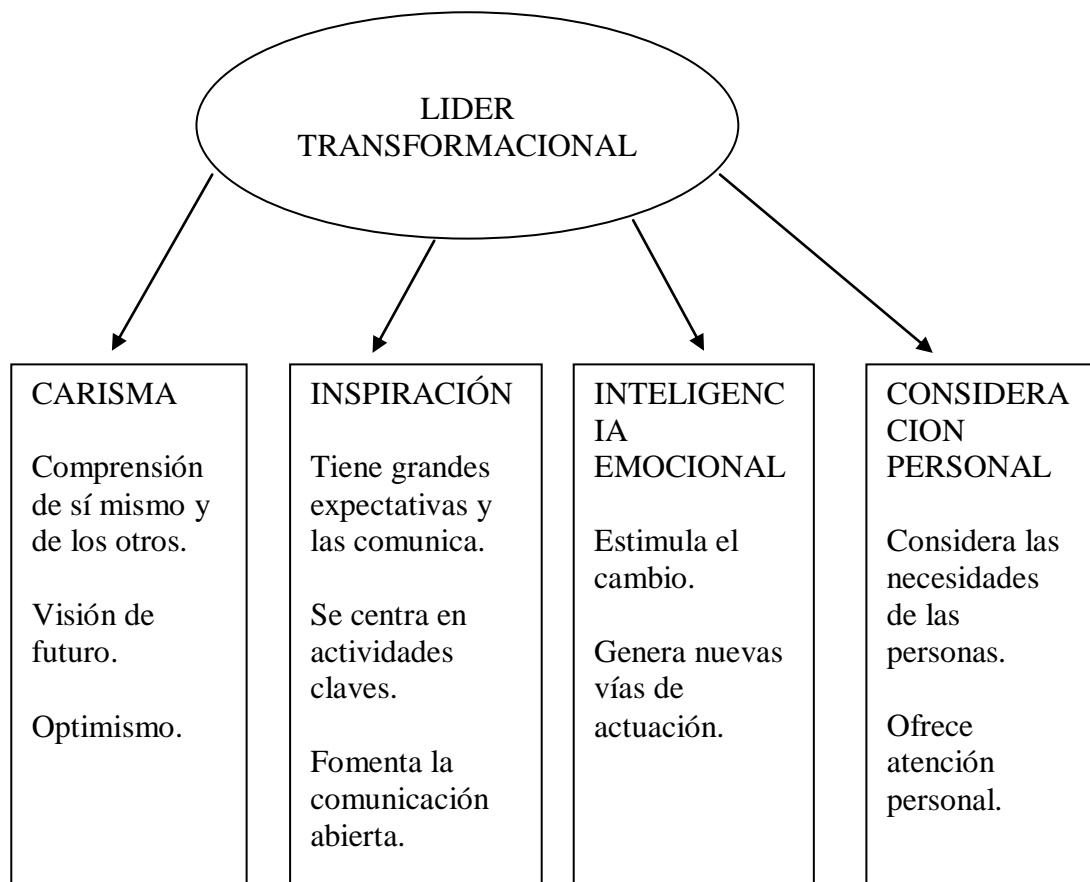 LIDER
TRANSFORMACIONAL
CARISMA
Comprensión
de sí mismo y
de los otros.
Visión de
futuro.
Optimismo.
INSPIRACIÓN
Tiene grandes
expectativas y
las comunica.
Se centra en
actividades
claves.
Fomenta la
comunicación
abierta.
INTELIGENC
IA
EMOCIONAL
Estimula el
cambio.
Genera nuevas
vías de
actuación.
CONSIDERA
CION
PERSONAL
Considera las
necesidades
de las
personas.
Ofrece
atención
personal.